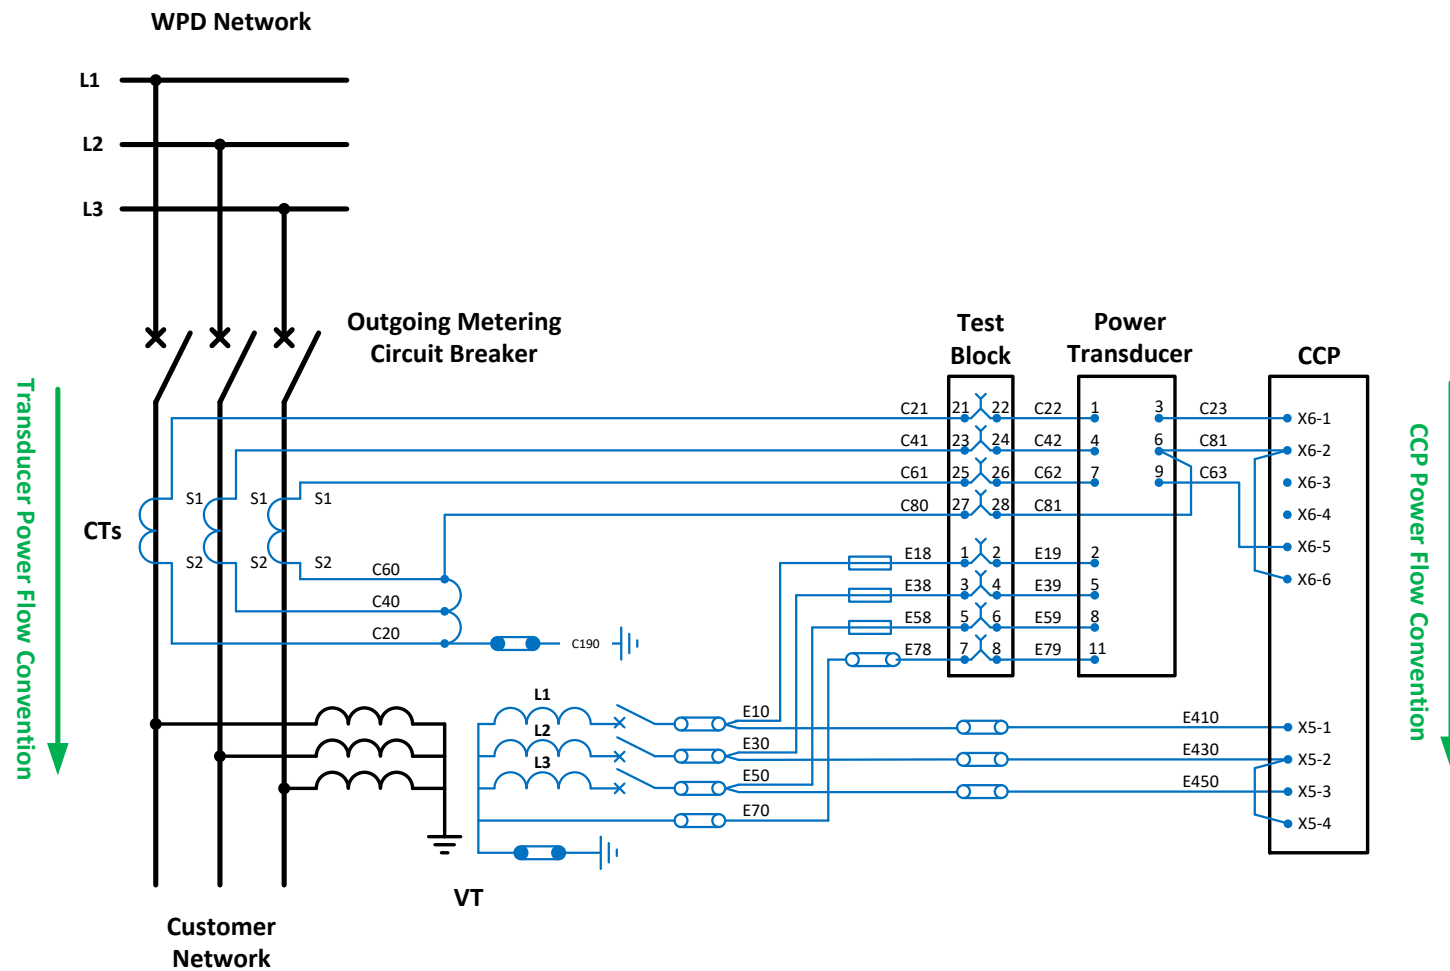 WPD Network
L1
L2
L3
Outgoing Metering
Circuit Breaker
Test
Block
Power
Transducer
CCP
Transducer Power Flow Convention
CCP Power Flow Convention
C21 21 22 C22 1 3 C23 X6-1
C41 23 24 C42 4 6 C81 X6-2
C61 25 26 C62 7 9 C63 X6-3
C80 27 28 C81 X6-4
S1 S1 S1
CTs
S2 S2 S2
X6-5
X6-6
C60
C40
C20
C190
E18 1 2 E19 2
E38 3 4 E39 5
E58 5 6 E59 8
E78 7 8 E79 11
L1
L2
L3
E10
E30
E50
E70
E410 X5-1
E430 X5-2
E450 X5-3
X5-4
VT
Customer
Network